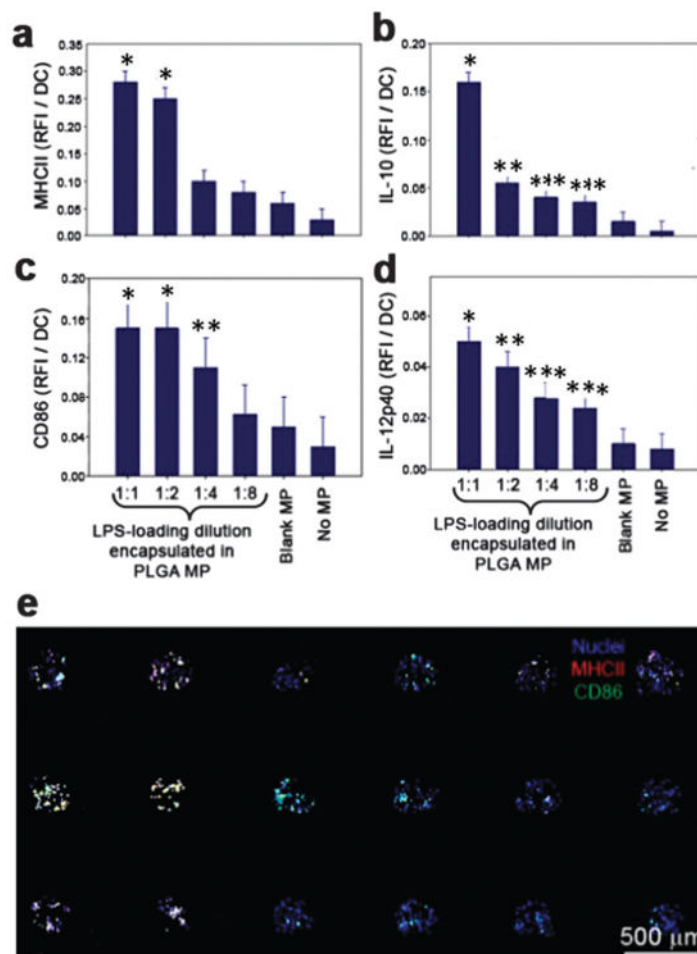 a
MHCII (RFI / DC)
0.35
0.30
0.25
0.20
0.15
0.10
0.05
0.00
*
*
b
IL-10 (RFI / DC)
0.20
0.15
0.10
0.05
0.00
*
**
***
***
c
CD86 (RFI / DC)
0.20
0.16
0.12
0.08
0.04
0.00
*
*
**
1:1
1:2
1:4
1:8
Blank MP
No MP
LPS-loading dilution
encapsulated in
PLGA MP
d
IL-12p40 (RFI / DC)
0.06
0.04
0.02
0.00
*
**
***
***
1:1
1:2
1:4
1:8
Blank MP
No MP
LPS-loading dilution
encapsulated in
PLGA MP
e
Nuclei
MHCII
CD86
500 μm